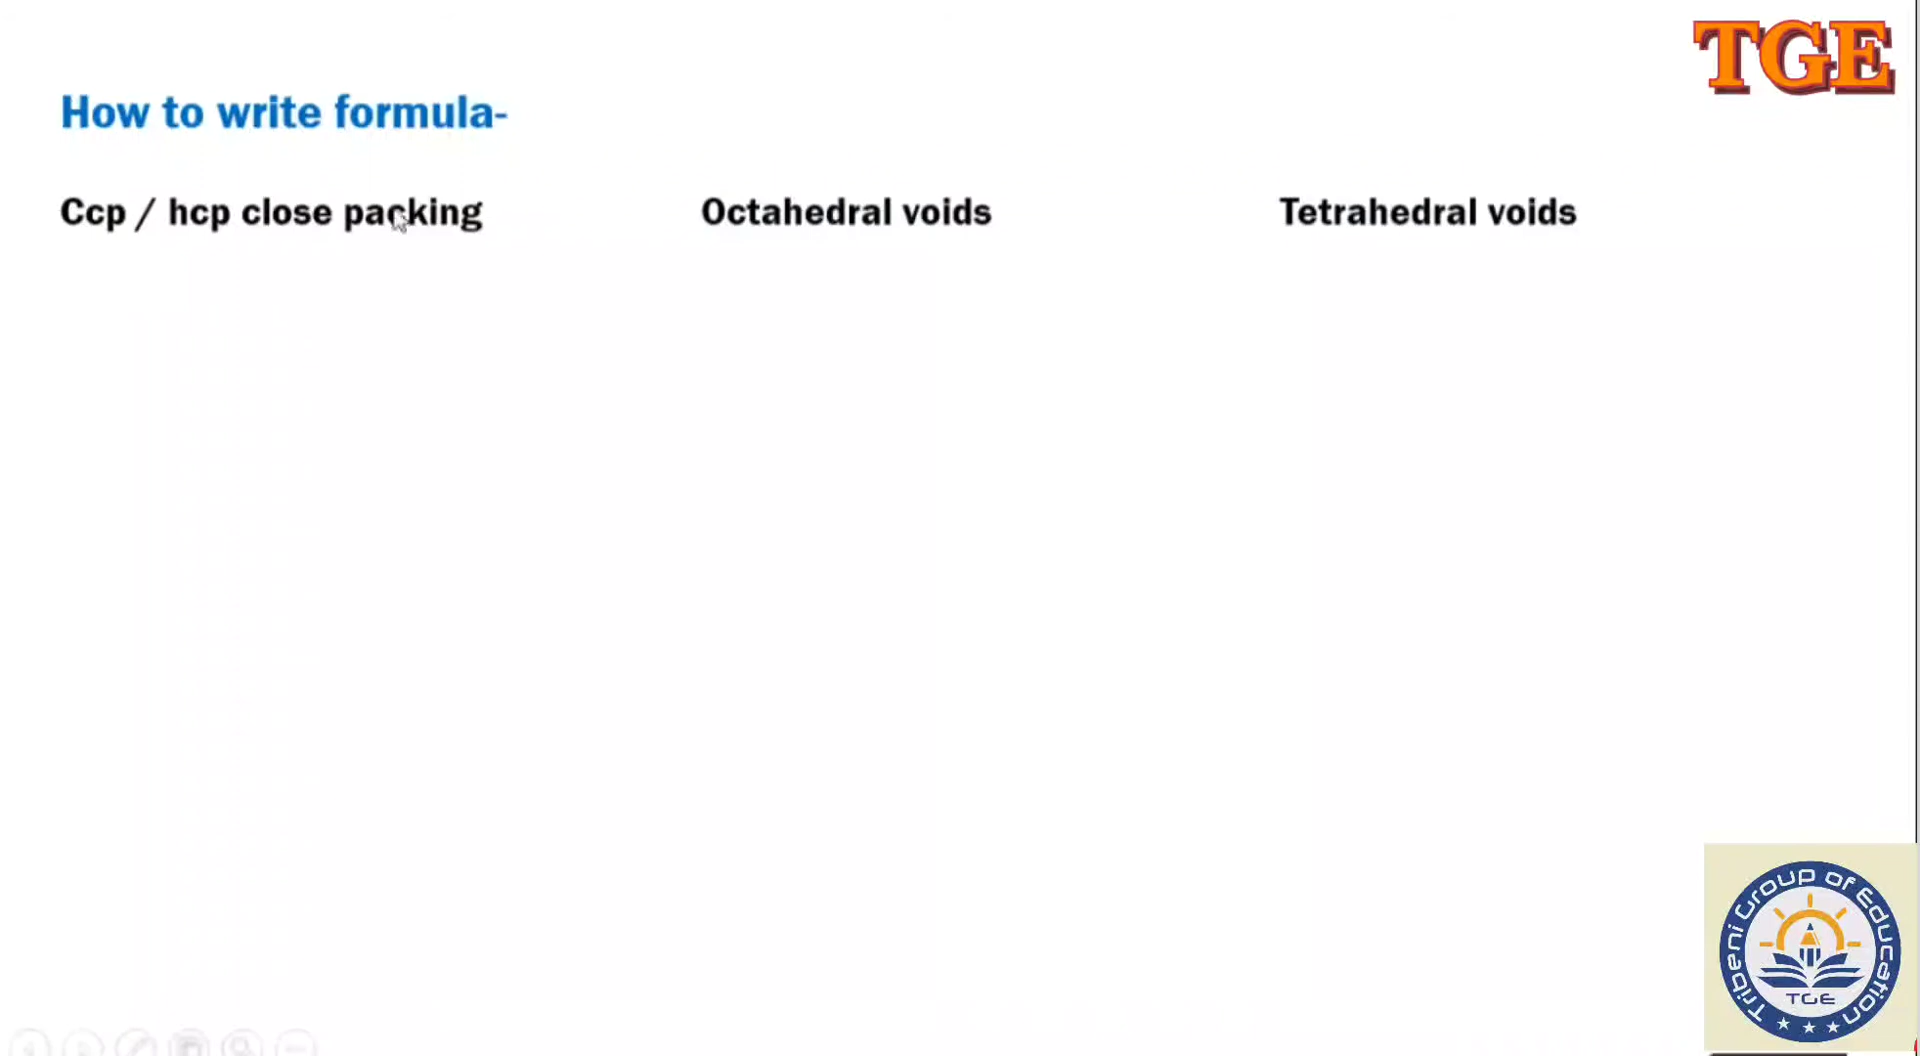 TGE
How to write formula-
Ccp / hcp close packing
Octahedral voids
Tetrahedral voids
Tribeni Group of Education
TGE